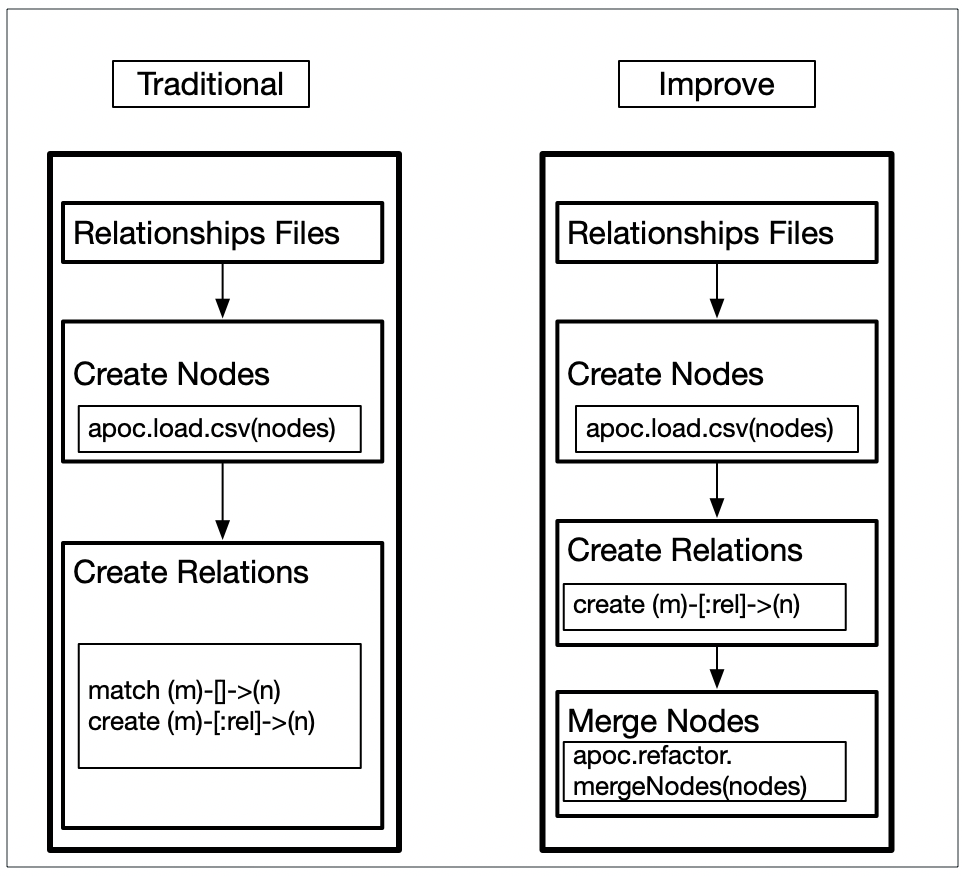 Traditional
Relationships Files
Create Nodes
apoc.load.csv(nodes)
Create Relations
match (m)-[]->(n)
create (m)-[:rel]->(n)
Improve
Relationships Files
Create Nodes
apoc.load.csv(nodes)
Create Relations
create (m)-[:rel]->(n)
Merge Nodes
apoc.refactor.
mergeNodes(nodes)